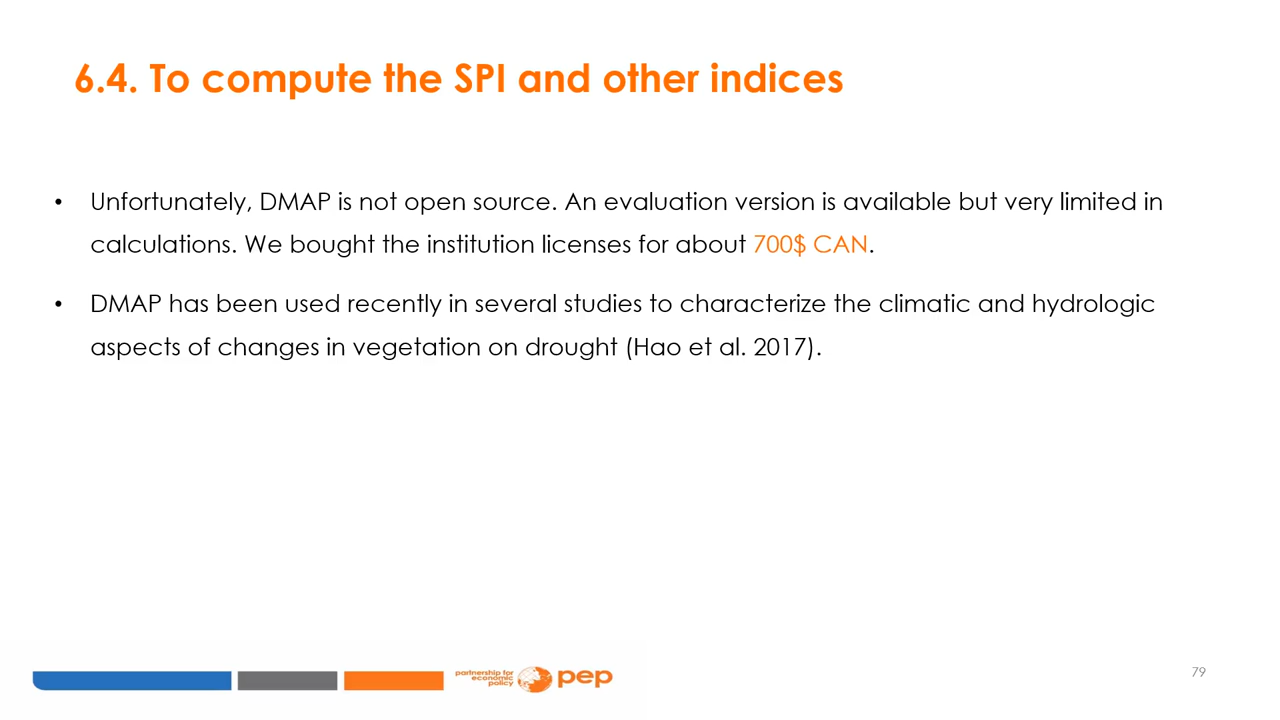 6.4. To compute the SPI and other indices
• Unfortunately, DMAP is not open source. An evaluation version is available but very limited in
calculations. We bought the institution licenses for about 700$ CAN.
• DMAP has been used recently in several studies to characterize the climatic and hydrologic
aspects of changes in vegetation on drought (Hao et al. 2017).
partnership for
economic
policy
pep
79